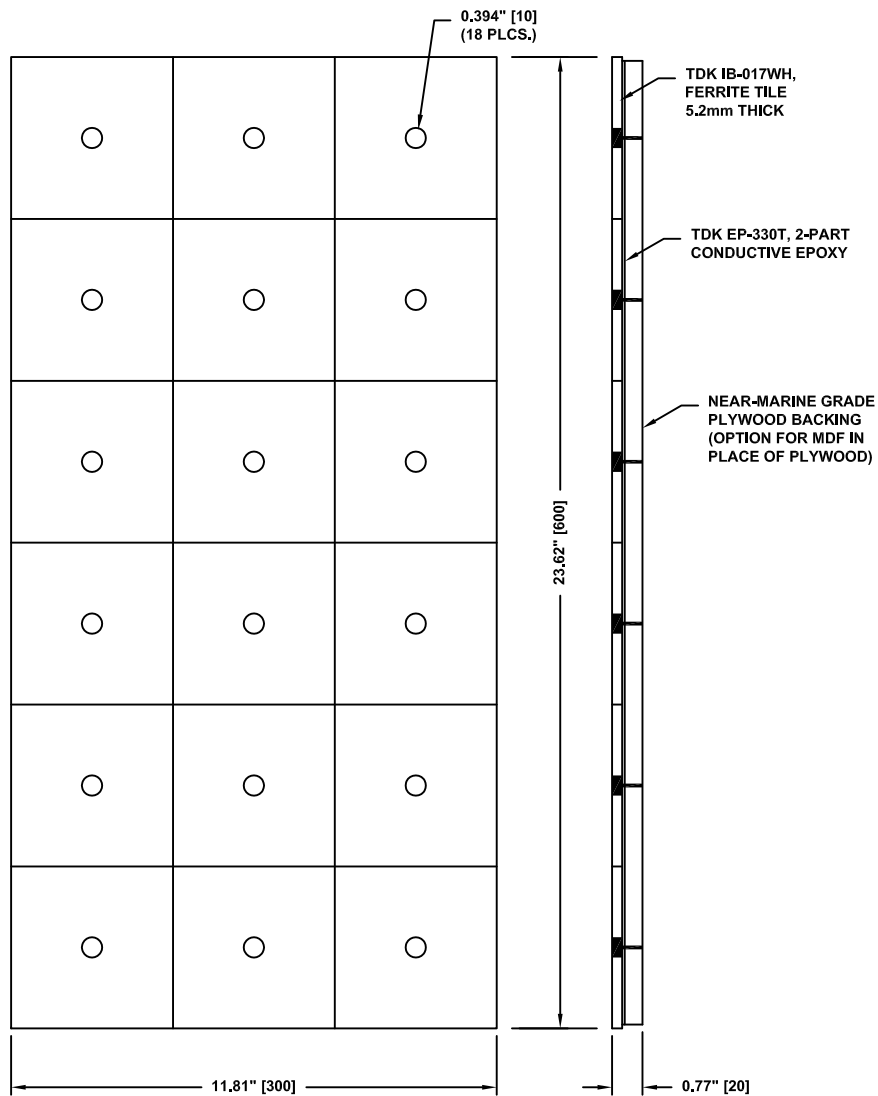 0.394" [10]
(18 PLCS.)
TDK IB-017WH,
FERRITE TILE
5.2mm THICK
TDK EP-330T, 2-PART
CONDUCTIVE EPOXY
NEAR-MARINE GRADE
PLYWOOD BACKING
(OPTION FOR MDF IN
PLACE OF PLYWOOD)
23.62" [600]
11.81" [300]
0.77" [20]